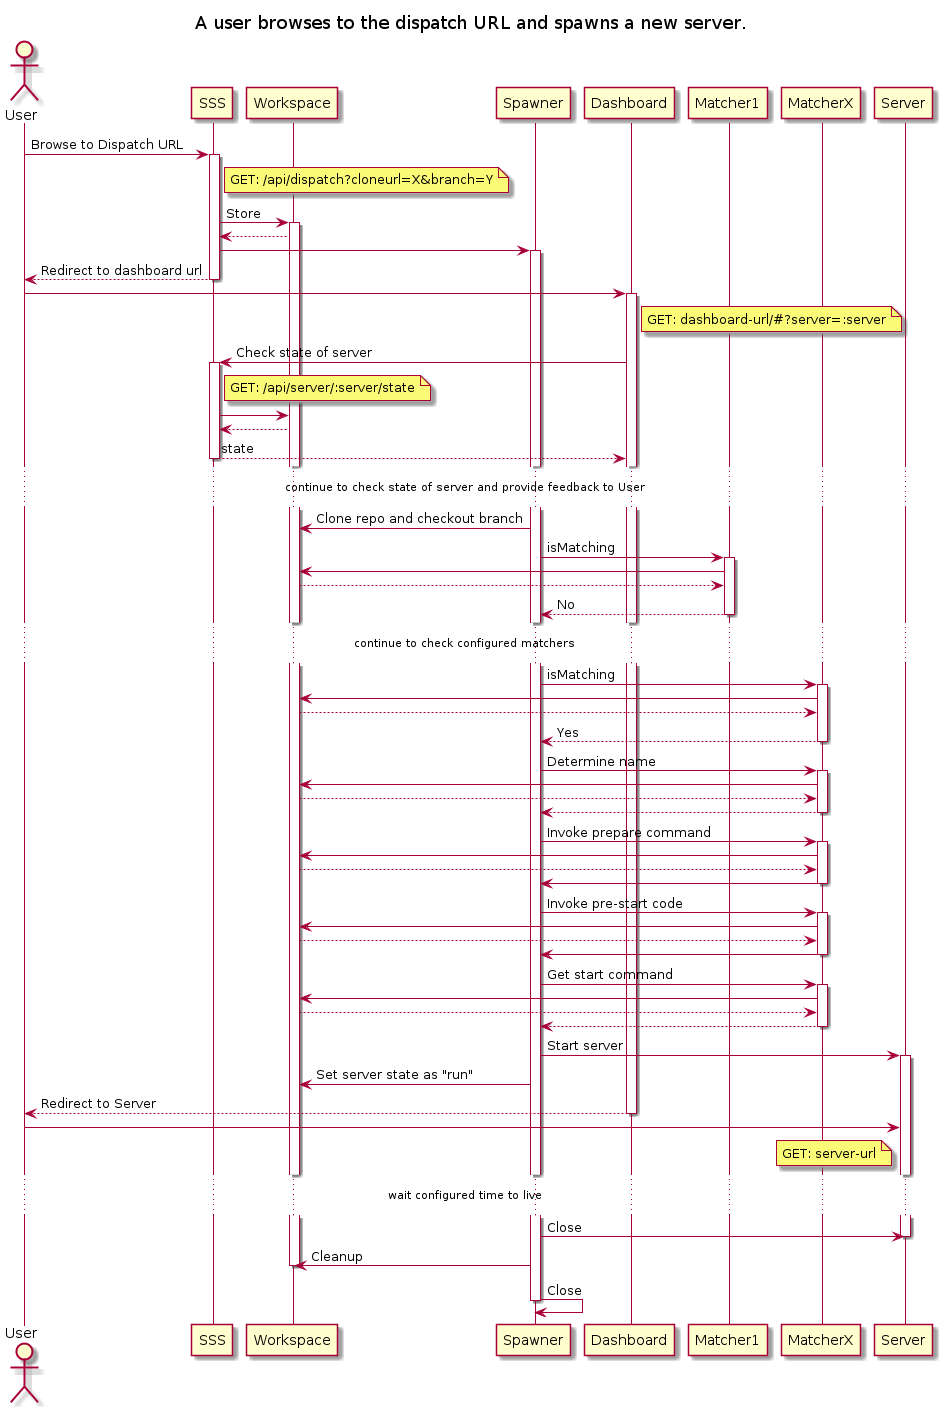 A user browses to the dispatch URL and spawns a new server.
User
SSS
Workspace
Spawner
Dashboard
Matcher1
MatcherX
Server
Browse to Dispatch URL
GET: /api/dispatch?cloneurl=X&branch=Y
Store
Redirect to dashboard url
GET: dashboard-url/#?server=:server
Check state of server
GET: /api/server/:server/state
state
continue to check state of server and provide feedback to User
Clone repo and checkout branch
isMatching
No
continue to check configured matchers
isMatching
Yes
Determine name
Invoke prepare command
Invoke pre-start code
Get start command
Start server
Set server state as "run"
Redirect to Server
GET: server-url
wait configured time to live
Close
Cleanup
Close
User
SSS
Workspace
Spawner
Dashboard
Matcher1
MatcherX
Server